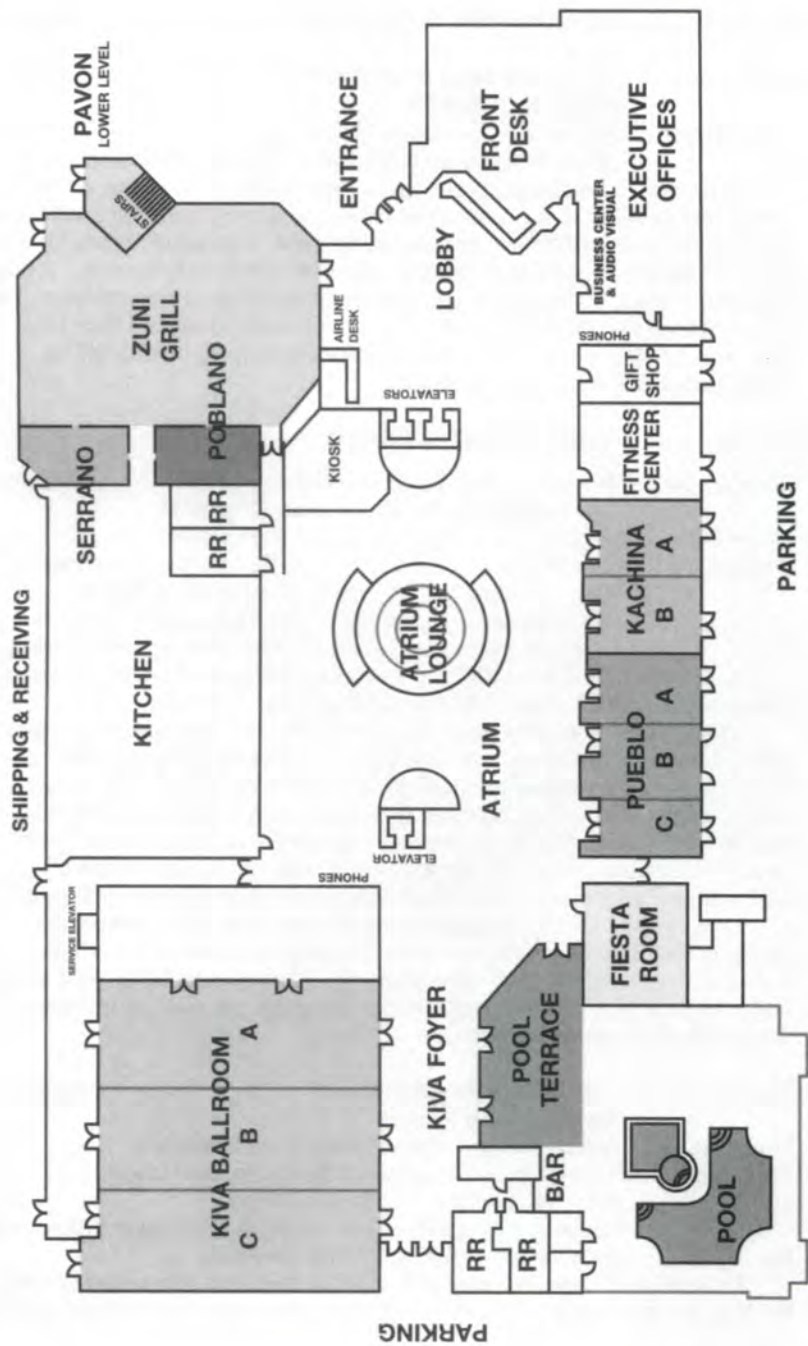 SHIPPING & RECEIVING
PAVON
LOWER LEVEL
STAIRS
SERRANO
ZUNI
GRILL
SERVICE ELEVATOR
KITCHEN
RR
RR
POBLANO
ENTRANCE
KIVA BALLROOM
C
B
A
PHONES
KIOSK
AIRLINE
DESK
ELEVATOR
ELEVATORS
LOBBY
FRONT
DESK
KIVA FOYER
ATRIUM
LOUNGE
ATRIUM
PARKING
RR
RR
BAR
POOL
TERRACE
BUSINESS CENTER
& AUDIO VISUAL
PHONES
EXECUTIVE
OFFICES
FIESTA
ROOM
PUEBLO
C
B
A
KACHINA
B
A
FITNESS
CENTER
GIFT
SHOP
POOL
PARKING